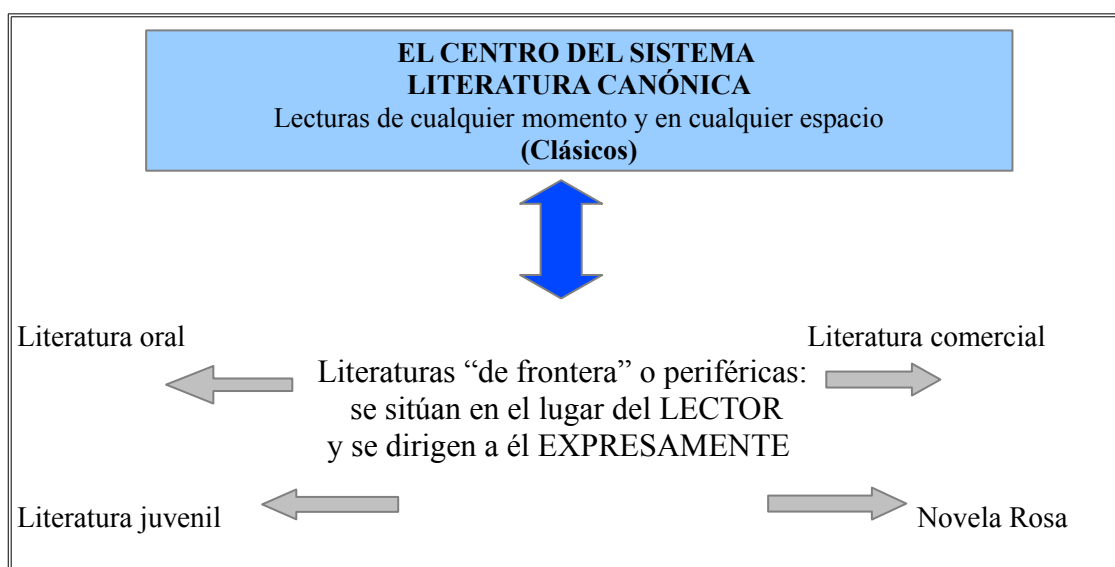 EL CENTRO DEL SISTEMA
LITERATURA CANÓNICA
Lecturas de cualquier momento y en cualquier espacio
(Clásicos)
Literatura oral
Literatura comercial
Literaturas “de frontera” o periféricas:
se sitúan en el lugar del LECTOR
y se dirigen a él EXPRESAMENTE
Literatura juvenil
Novela Rosa